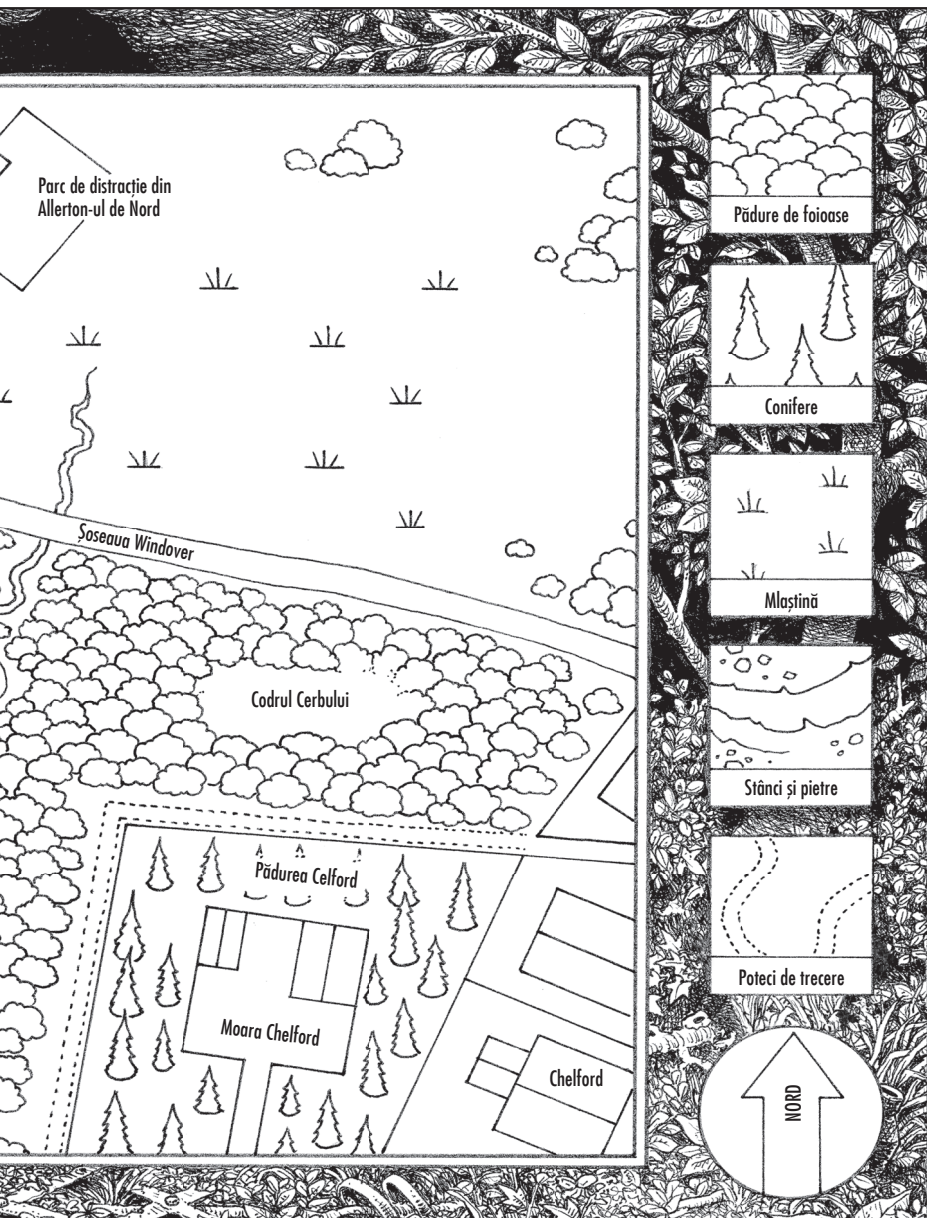 Parc de distracție din
Allerton-ul de Nord
Șoseaua Windover
Codrul Cerbului
Pădurea Celford
Moara Chelford
Chelford
Pădure de foioase
Conifere
Mlaștină
Stânci și pietre
Poteci de trecere
NORD